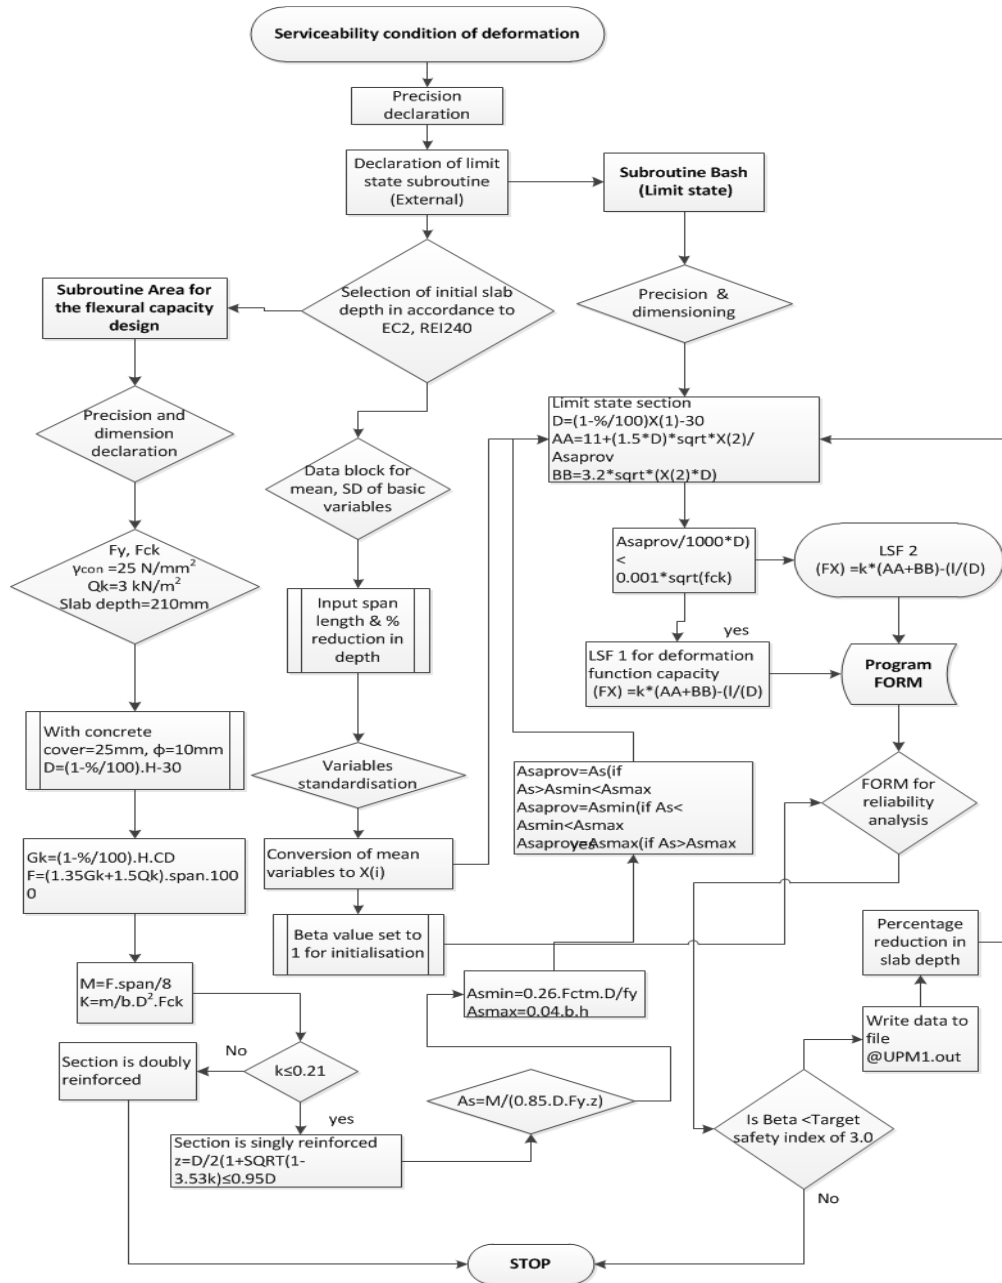 Serviceability condition of deformation
Precision
declaration
Declaration of limit
state subroutine
(External)
Subroutine Bash
(Limit state)
Subroutine Area for
the flexural capacity
design
Selection of initial slab
depth in accordance to
EC2, REI240
Precision &
dimensioning
Precision and
dimension
declaration
Data block for
mean, SD of basic
variables
Limit state section
D=(1-%/100)X(1)-30
AA=11+(1.5*D)*sqrt*X(2)/
Asaprov
BB=3.2*sqrt*(X(2)*D)
Fy, Fck
γcon =25 N/mm²
Qk=3 kN/m²
Slab depth=210mm
Asaprov/1000*D)
<
0.001*sqrt(fck)
LSF 2
(FX) =k*(AA+BB)-(l/(D)
Input span
length & %
reduction in
depth
yes
LSF 1 for deformation
function capacity
(FX) =k*(AA+BB)-(l/(D)
Program
FORM
With concrete
cover=25mm, ϕ=10mm
D=(1-%/100).H-30
Variables
standardisation
Asaprov=As(if
As>Asmin<Asmax
Asaprov=Asmin(if As<
Asmin<Asmax
Asaprov=Asmax(if As>Asmax
yes
FORM for
reliability
analysis
Gk=(1-%/100).H.CD
F=(1.35Gk+1.5Qk).span.100
0
Conversion of mean
variables to X(i)
Beta value set to
1 for initialisation
Percentage
reduction in
slab depth
M=F.span/8
K=m/b.D².Fck
Asmin=0.26.Fctm.D/fy
Asmax=0.04.b.h
Write data to
file
@UPM1.out
No
Section is doubly
reinforced
k≤0.21
As=M/(0.85.D.Fy.z)
Is Beta <Target
safety index of 3.0
yes
Section is singly reinforced
z=D/2(1+SQRT(1-
3.53k)≤0.95D
No
STOP